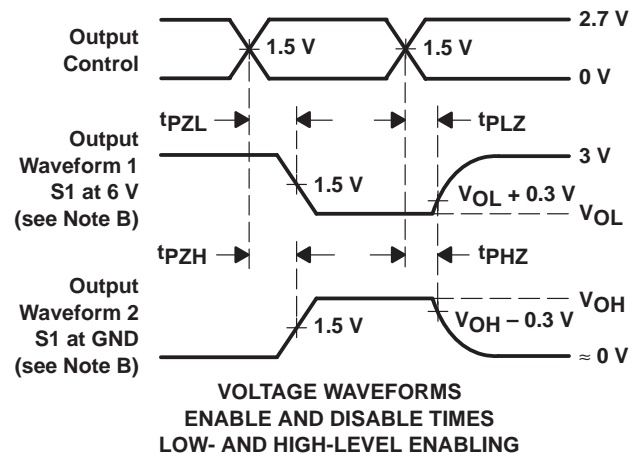 Output
Control
1.5 V
1.5 V
2.7 V
0 V
tPZL
tPLZ
Output
Waveform 1
S1 at 6 V
(see Note B)
1.5 V
3 V
VOL + 0.3 V
VOL
tPZH
tPHZ
Output
Waveform 2
S1 at GND
(see Note B)
1.5 V
VOH
VOH – 0.3 V
≈ 0 V
VOLTAGE WAVEFORMS
ENABLE AND DISABLE TIMES
LOW- AND HIGH-LEVEL ENABLING